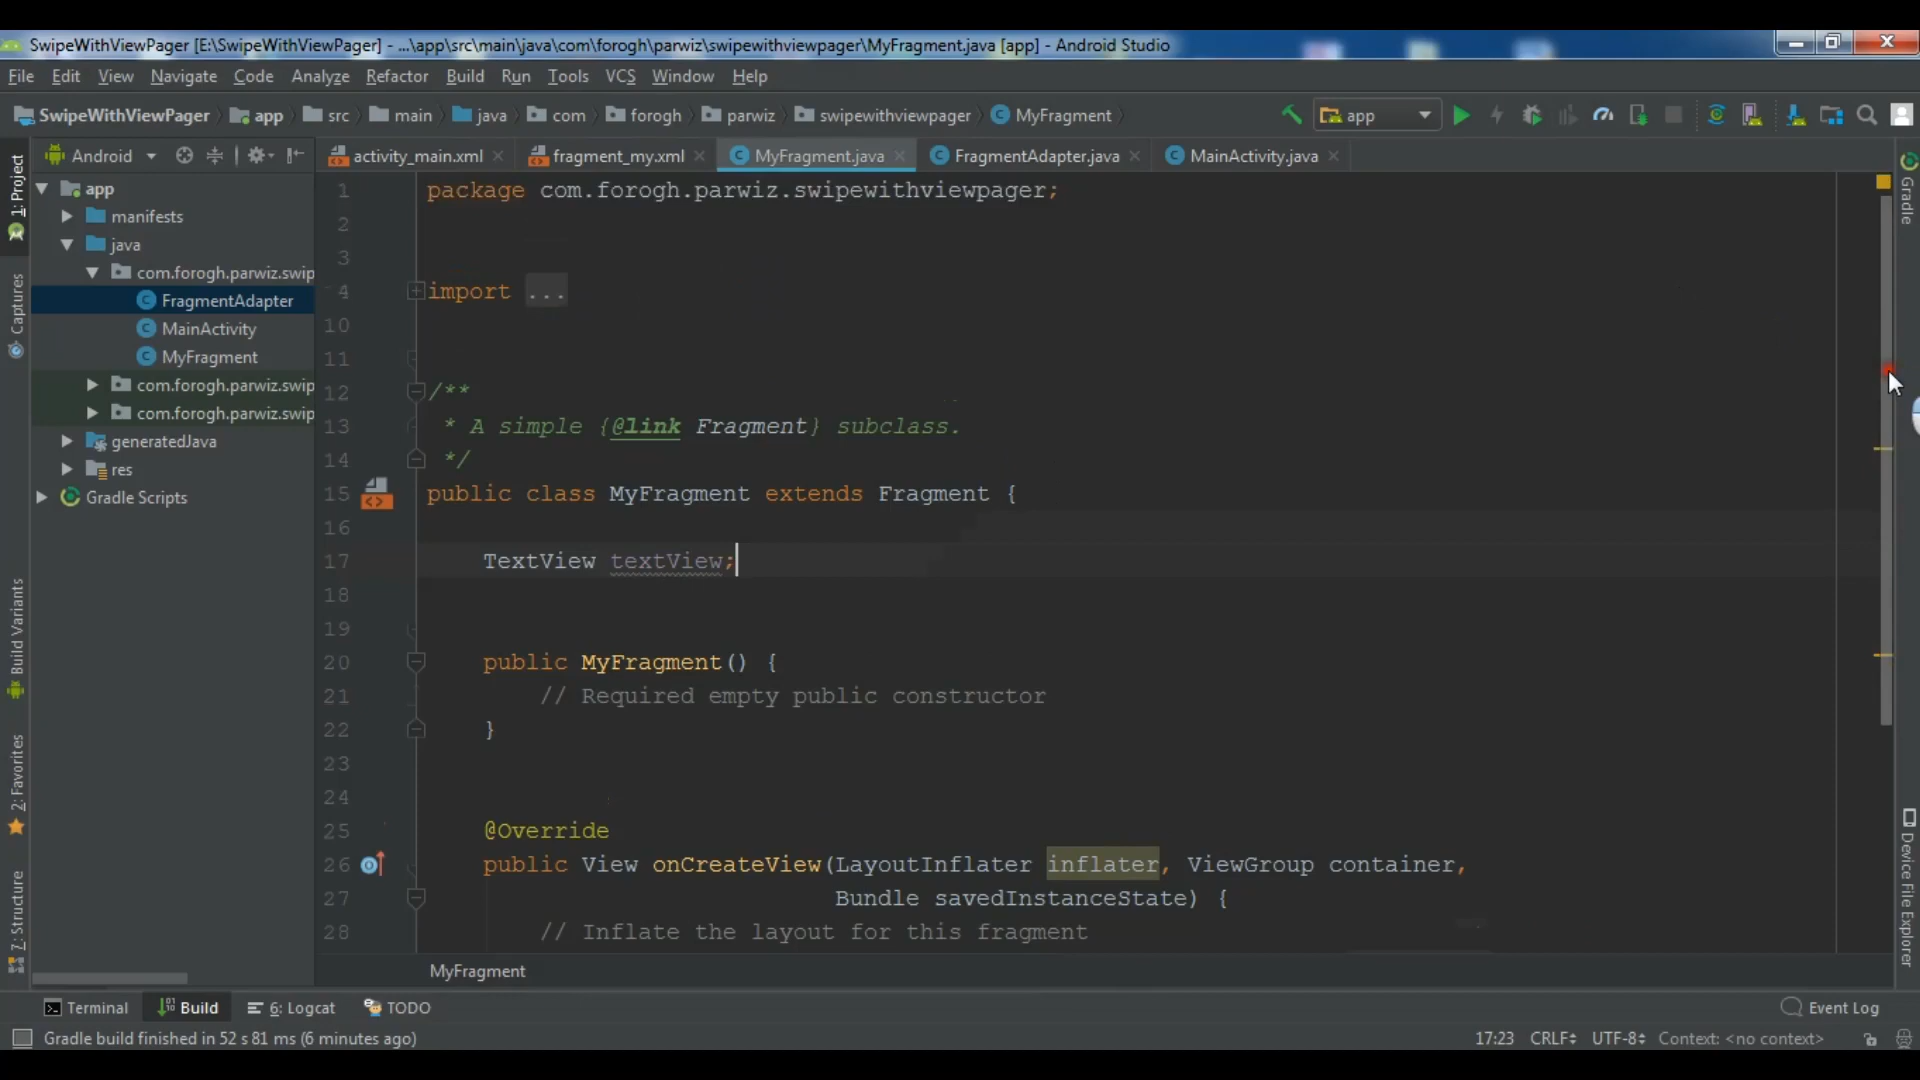 SwipeWithViewPager [E:\SwipeWithViewPager] - ...\app\src\main\java\com\forogh\parwiz\swipewithviewpager\MyFragment.java [app] - Android Studio
File Edit View Navigate Code Analyze Refactor Build Run Tools VCS Window Help
SwipeWithViewPager app src main java com forogh parwiz swipewithviewpager MyFragment app
Android activity_main.xml fragment_my.xml MyFragment.java FragmentAdapter.java MainActivity.java
1: Project
Captures
Build Variants
2: Favorites
7: Structure
app
manifests
java
com.forogh.parwiz.swip
FragmentAdapter
MainActivity
MyFragment
com.forogh.parwiz.swip
com.forogh.parwiz.swip
generatedJava
res
Gradle Scripts
1 package com.forogh.parwiz.swipewithviewpager;
2
3
4 import ...
10
11
12 /**
13 * A simple {@link Fragment} subclass.
14 */
15 public class MyFragment extends Fragment {
16
17 TextView textView;
18
19
20 public MyFragment() {
21 // Required empty public constructor
22 }
23
24
25 @Override
26 public View onCreateView(LayoutInflater inflater, ViewGroup container,
27 Bundle savedInstanceState) {
28 // Inflate the layout for this fragment
MyFragment
Gradle
Device File Explorer
Terminal Build 6: Logcat TODO Event Log
Gradle build finished in 52 s 81 ms (6 minutes ago) 17:23 CRLF UTF-8 Context: <no context>